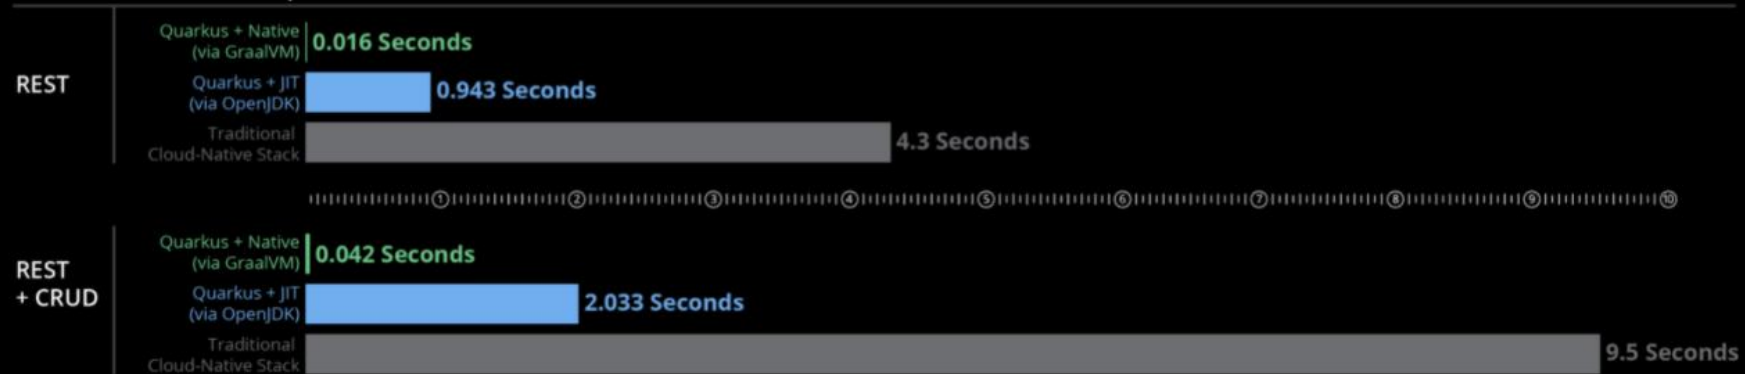 Quarkus + Native
(via GraalVM)
0.016 Seconds
REST
Quarkus + JIT
(via OpenJDK)
0.943 Seconds
Traditional
Cloud-Native Stack
4.3 Seconds
1 2 3 4 5 6 7 8 9 10
Quarkus + Native
(via GraalVM)
0.042 Seconds
REST
+ CRUD
Quarkus + JIT
(via OpenJDK)
2.033 Seconds
Traditional
Cloud-Native Stack
9.5 Seconds